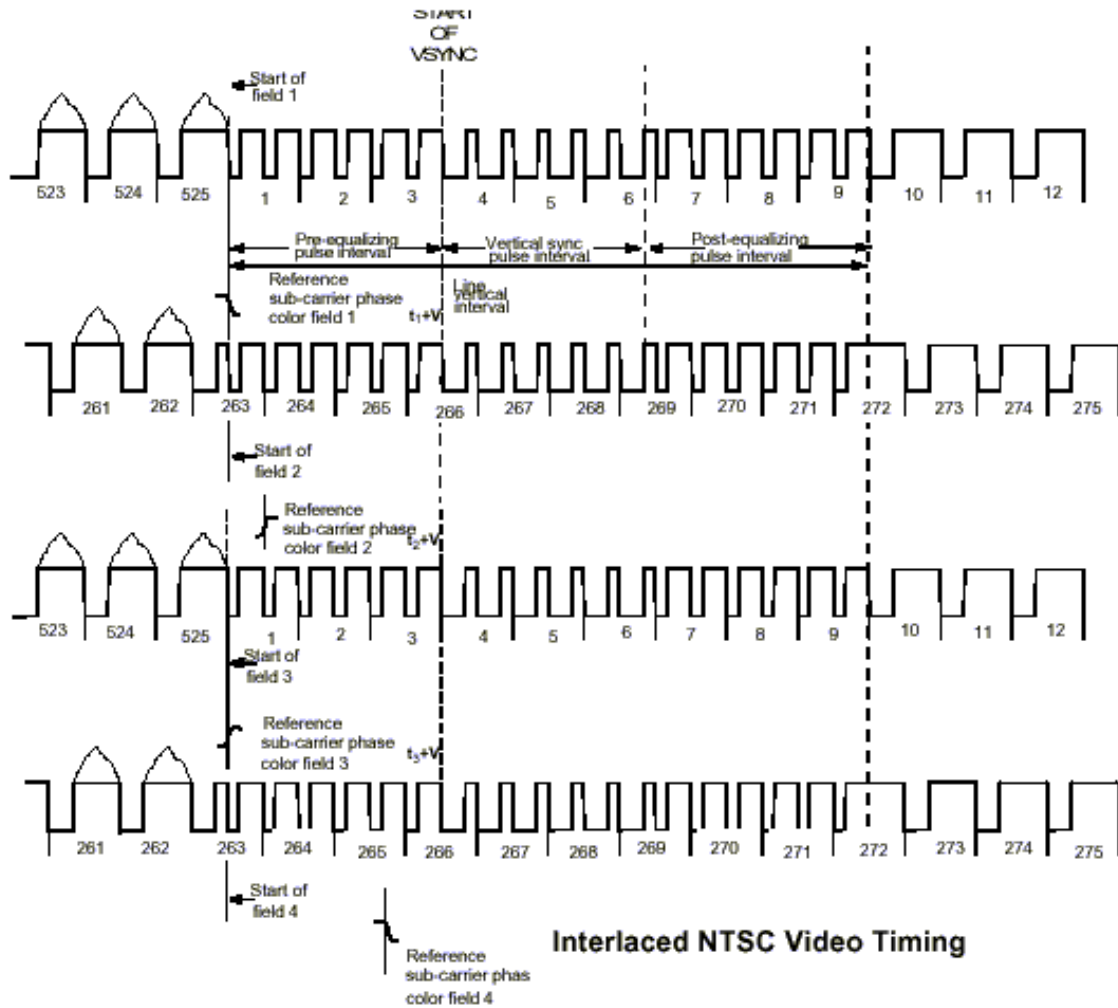 START
OF
VSYNC
Start of
field 1
523 524 525 1 2 3 4 5 6 7 8 9 10 11 12
Pre-equalizing
pulse interval
Vertical sync
pulse interval
Post-equalizing
pulse interval
Reference
sub-carrier phase
color field 1
t1+V
Line
vertical
interval
261 262 263 264 265 266 267 268 269 270 271 272 273 274 275
Start of
field 2
Reference
sub-carrier phase
color field 2
t2+V
523 524 525 1 2 3 4 5 6 7 8 9 10 11 12
Start of
field 3
Reference
sub-carrier phase
color field 3
t3+V
261 262 263 264 265 266 267 268 269 270 271 272 273 274 275
Start of
field 4
Reference
sub-carrier phas
color field 4
Interlaced NTSC Video Timing